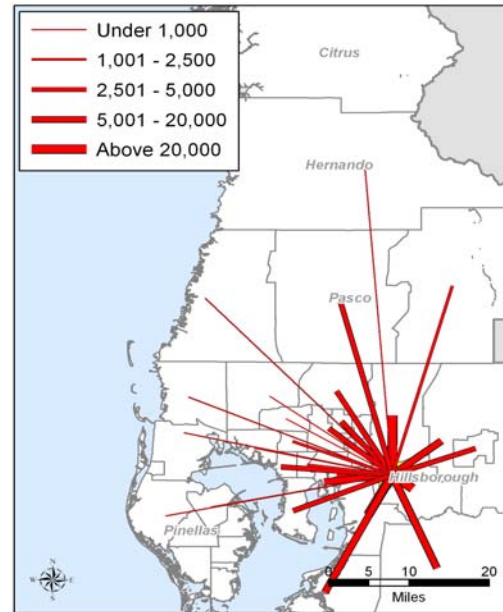 Under 1,000
1,001 - 2,500
2,501 - 5,000
5,001 - 20,000
Above 20,000
Citrus
Hernando
Pasco
Hillsborough
Pinellas
N
W E
S
0 5 10 20
Miles